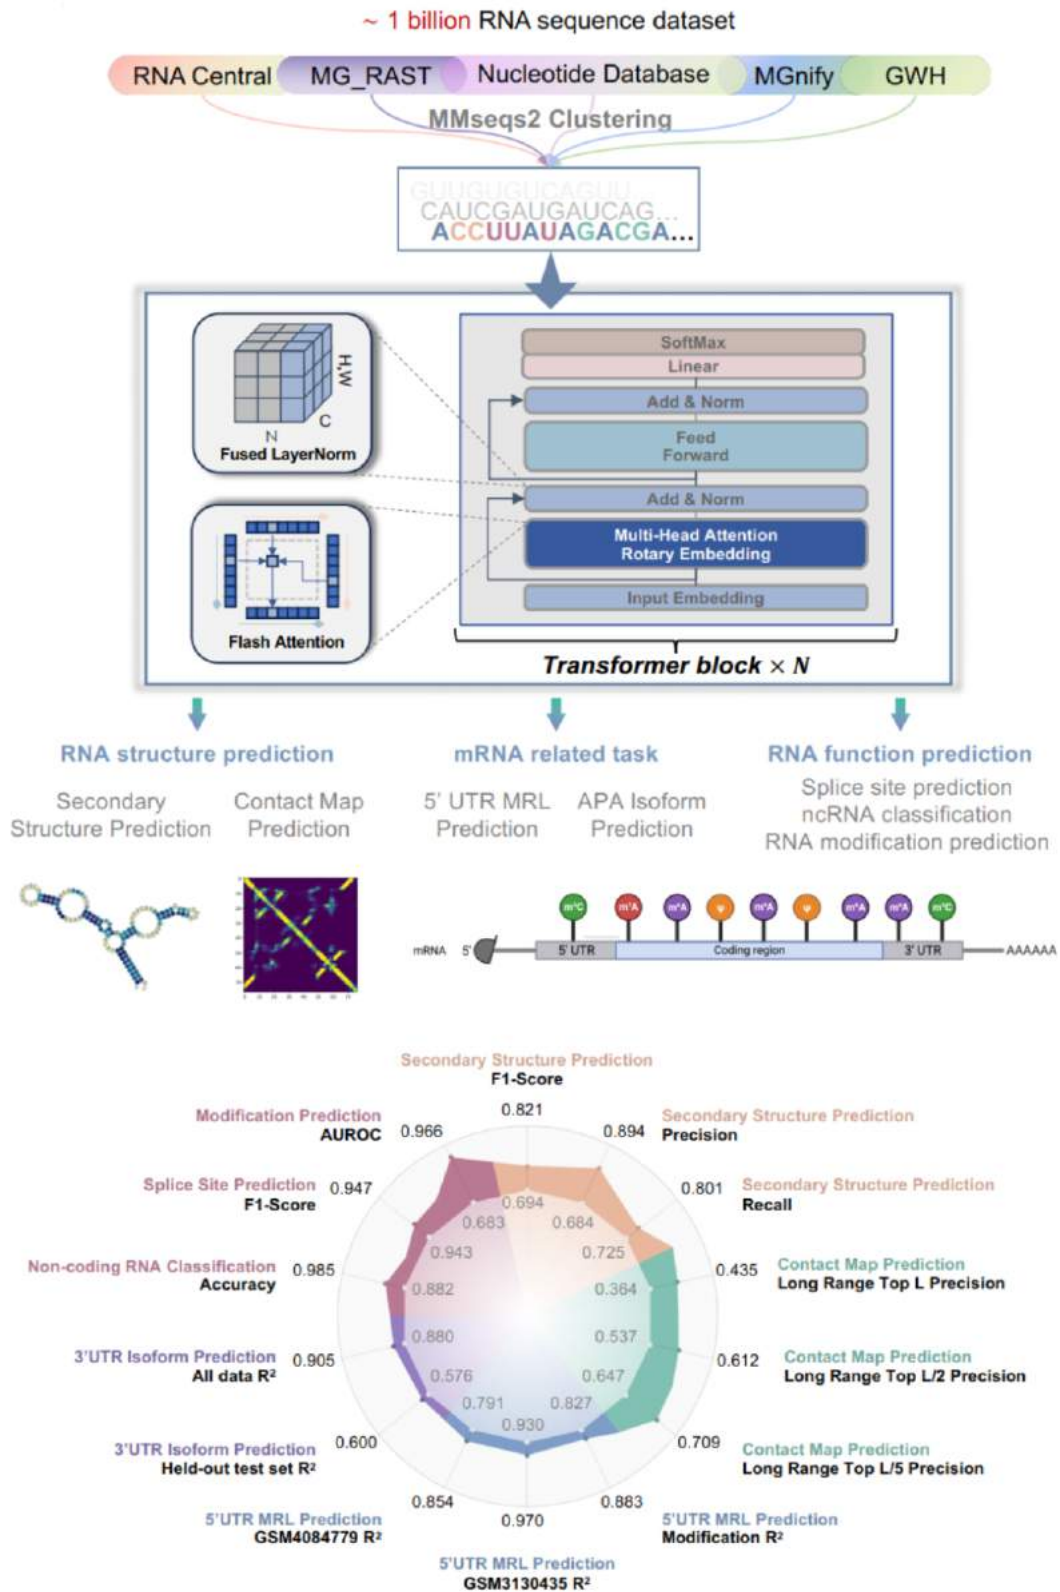 ~ 1 billion RNA sequence dataset
RNA Central MG_RAST Nucleotide Database MGnify GWH
MMseqs2 Clustering
GUUGUGUCAGUU...
CAUCGAUGAUCAG...
ACCUUAUAGACGA...
H,W
C
N
Fused LayerNorm
Flash Attention
SoftMax
Linear
Add & Norm
Feed
Forward
Add & Norm
Multi-Head Attention
Rotary Embedding
Input Embedding
Transformer block × N
RNA structure prediction
Secondary
Structure Prediction
Contact Map
Prediction
mRNA related task
5' UTR MRL
Prediction
APA Isoform
Prediction
RNA function prediction
Splice site prediction
ncRNA classification
RNA modification prediction
mRNA 5' 5' UTR Coding region 3' UTR AAAAAA
Secondary Structure Prediction
F1-Score
0.821
Modification Prediction
AUROC
0.966
0.894
Secondary Structure Prediction
Precision
Splice Site Prediction
F1-Score
0.947
0.801
Secondary Structure Prediction
Recall
0.694
0.683
0.684
0.943
0.725
Non-coding RNA Classification
Accuracy
0.985
0.882
0.364
0.435
Contact Map Prediction
Long Range Top L Precision
3'UTR Isoform Prediction
All data R²
0.905
0.880
0.537
0.612
Contact Map Prediction
Long Range Top L/2 Precision
0.576
0.647
0.791
0.827
0.930
3'UTR Isoform Prediction
Held-out test set R²
0.600
0.709
Contact Map Prediction
Long Range Top L/5 Precision
0.854
0.883
5'UTR MRL Prediction
GSM4084779 R²
0.970
5'UTR MRL Prediction
Modification R²
5'UTR MRL Prediction
GSM3130435 R²